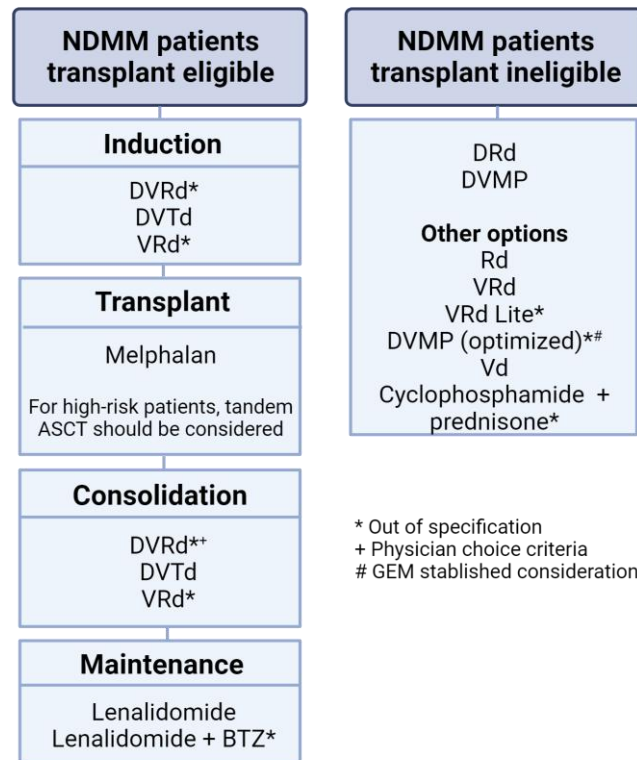 NDMM patients
transplant eligible
Induction
DVRd*
DVTd
VRd*
Transplant
Melphalan
For high-risk patients, tandem
ASCT should be considered
Consolidation
DVRd*+
DVTd
VRd*
Maintenance
Lenalidomide
Lenalidomide + BTZ*
NDMM patients
transplant ineligible
DRd
DVMP
Other options
Rd
VRd
VRd Lite*
DVMP (optimized)*#
Vd
Cyclophosphamide +
prednisone*
* Out of specification
+ Physician choice criteria
# GEM stablished consideration